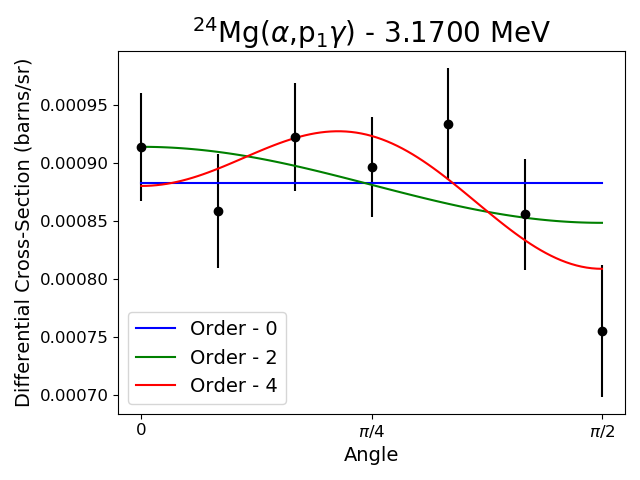 ²⁴Mg(α,p₁γ) - 3.1700 MeV
Differential Cross-Section (barns/sr)
0.00095
0.00090
0.00085
0.00080
0.00075
0.00070
Order - 0
Order - 2
Order - 4
0
π/4
π/2
Angle